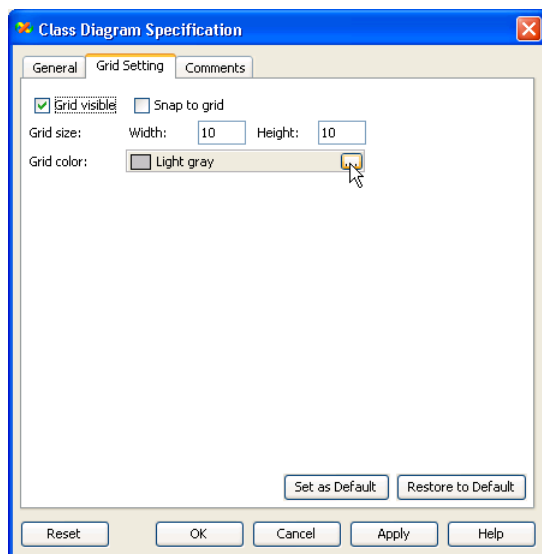 Class Diagram Specification
General Grid Setting Comments
Grid visible Snap to grid
Grid size: Width: 10 Height: 10
Grid color: Light gray ...
Set as Default Restore to Default
Reset OK Cancel Apply Help